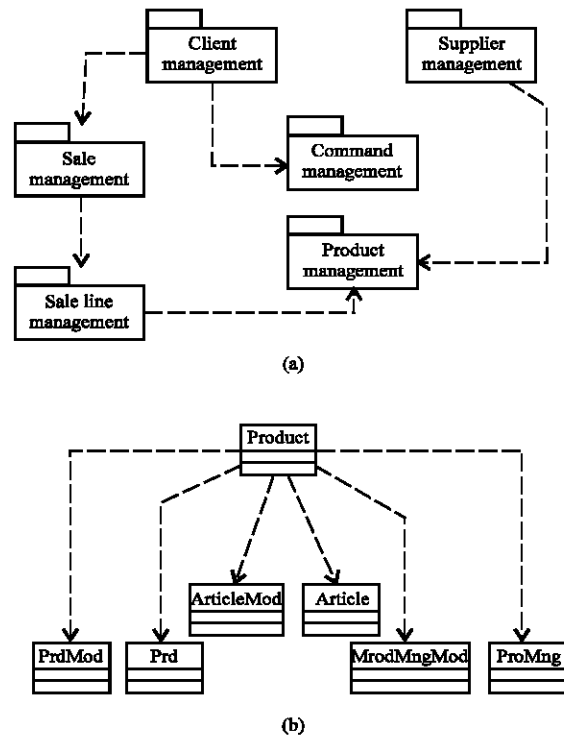 Client
management
Supplier
management
Sale
management
Command
management
Product
management
Sale line
management
(a)
Product
ArticleMod
Article
PrdMod
Prd
MrodMngMod
ProMng
(b)